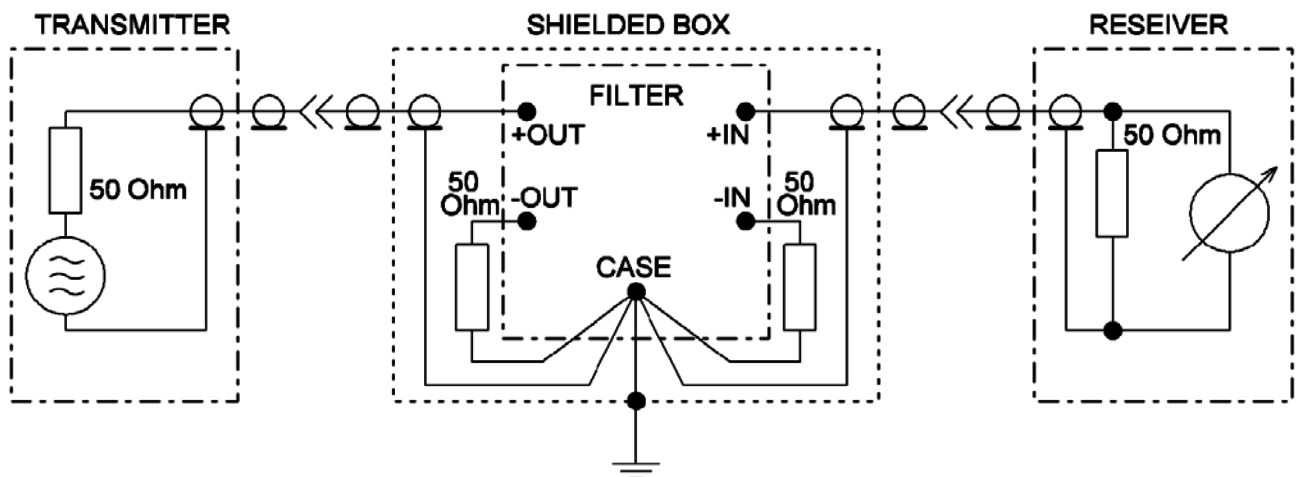 TRANSMITTER
SHIELDED BOX
RESEIVER
FILTER
+OUT
+IN
50 Ohm
50 Ohm
50
Ohm
-OUT
-IN
50
Ohm
CASE